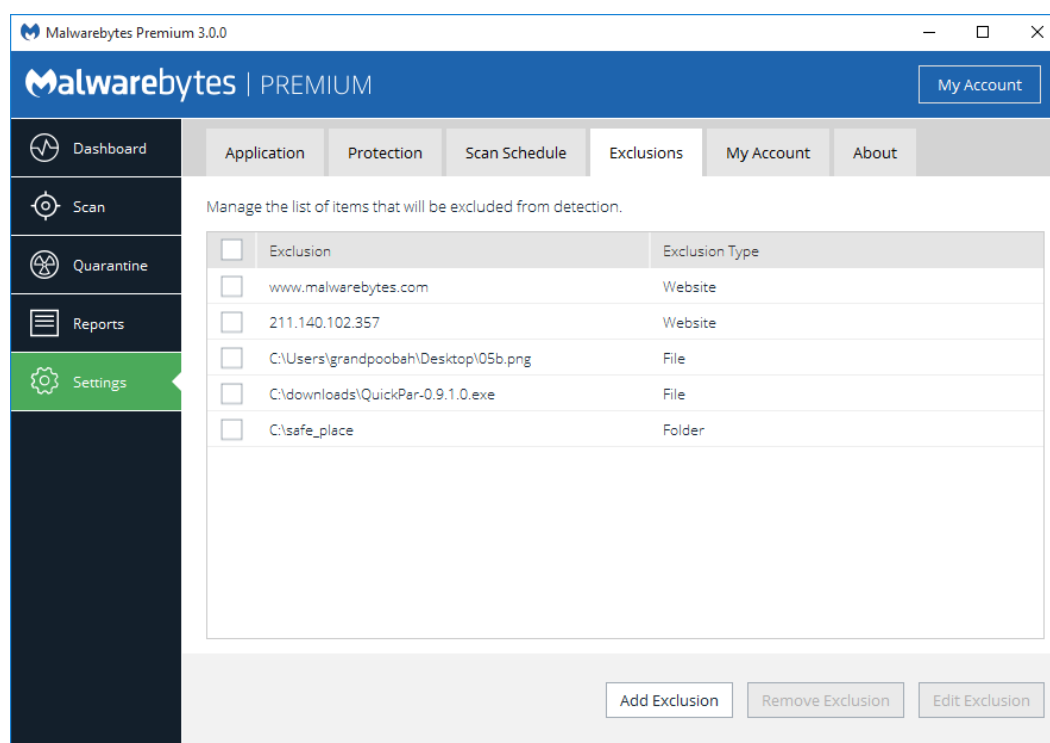 Malwarebytes Premium 3.0.0
Malwarebytes | PREMIUM
My Account
Dashboard
Scan
Quarantine
Reports
Settings
Application Protection Scan Schedule Exclusions My Account About
Manage the list of items that will be excluded from detection.
Exclusion Exclusion Type
www.malwarebytes.com Website
211.140.102.357 Website
C:\Users\grandpoobah\Desktop\05b.png File
C:\downloads\QuickPar-0.9.1.0.exe File
C:\safe_place Folder
Add Exclusion Remove Exclusion Edit Exclusion